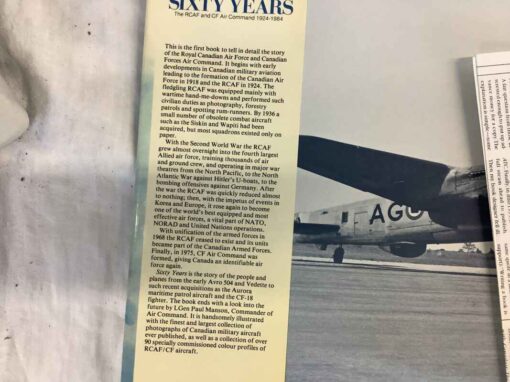 SIXTY YEARS
The RCAF and CF Air Command 1924-1984
This is the first book to tell in detail the story
of the Royal Canadian Air Force and Canadian
Forces Air Command. It begins with early
developments in Canadian military aviation
leading to the formation of the Canadian Air
Force in 1918 and the RCAF in 1924. The
fledgling RCAF was equipped mainly with
wartime hand-me-downs and performed such
civilian duties as photography, forestry
patrols and spotting rum-runners. By 1936 a
small number of obsolete combat aircraft
such as the Siskin and Wapiti had been
acquired, but most squadrons existed only on
paper.
With the Second World War the RCAF
grew almost overnight into the fourth largest
Allied air force, training thousands of air
and ground crew, and operating in major war
theatres from the North Pacific, to the North
Atlantic War against Hitler's U-boats, to the
bombing offensives against Germany. After
the war the RCAF was quickly reduced almost
to nothing; then, with the impetus of events in
Korea and Europe, it rose again to become
one of the world's best equipped and most
effective air forces, a vital part of NATO,
NORAD and United Nations operations.
With unification of the armed forces in
1968 the RCAF ceased to exist and its units
became part of the Canadian Armed Forces.
Finally, in 1975, CF Air Command was
formed, giving Canada an identifiable air
force again.
Sixty Years is the story of the people and
planes from the early Avro 504 and Vedette to
such recent acquisitions as the Aurora
maritime patrol aircraft and the CF-18
fighter. The book ends with a look into the
future by LGen Paul Manson, Commander of
Air Command. It is handsomely illustrated
with the finest and largest collection of
photographs of Canadian military aircraft
ever published, as well as a collection of over
90 specially commissioned colour profiles of
RCAF/CF aircraft.
AG